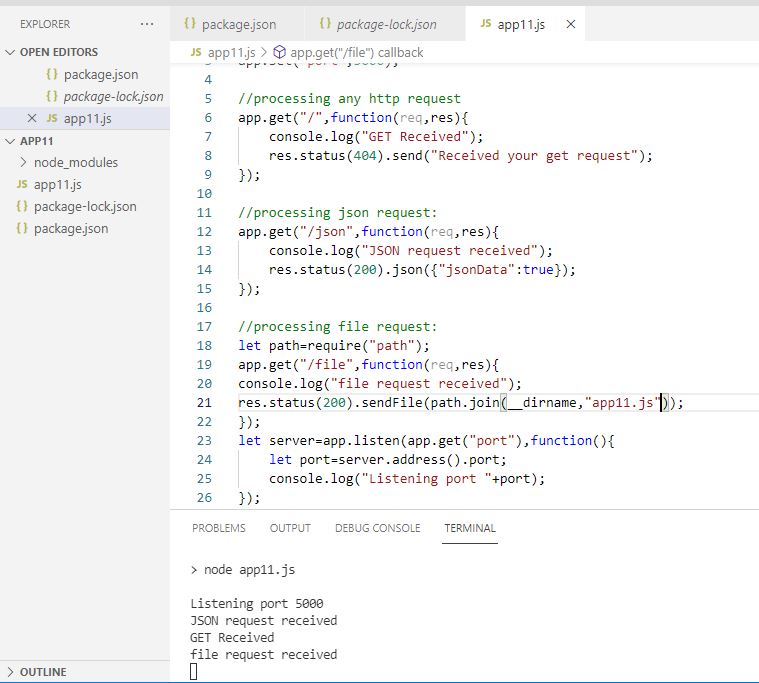 EXPLORER ...
OPEN EDITORS
{} package.json
{} package-lock.json
× JS app11.js
APP11
> node_modules
JS app11.js
{} package-lock.json
{} package.json
OUTLINE
{} package.json {} package-lock.json JS app11.js ×
JS app11.js > app.get("/file") callback
4
5 //processing any http request
6 app.get("/",function(req,res){
7 console.log("GET Received");
8 res.status(404).send("Received your get request");
9 });
10
11 //processing json request:
12 app.get("/json",function(req,res){
13 console.log("JSON request received");
14 res.status(200).json({"jsonData":true});
15 });
16
17 //processing file request:
18 let path=require("path");
19 app.get("/file",function(req,res){
20 console.log("file request received");
21 res.status(200).sendFile(path.join(__dirname,"app11.js"));
22 });
23 let server=app.listen(app.get("port"),function(){
24 let port=server.address().port;
25 console.log("Listening port "+port);
26 });
PROBLEMS OUTPUT DEBUG CONSOLE TERMINAL
> node app11.js
Listening port 5000
JSON request received
GET Received
file request received